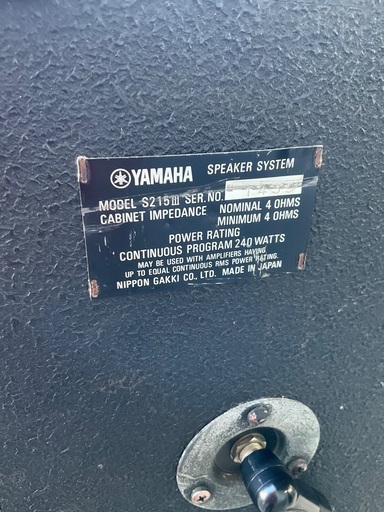 YAMAHA SPEAKER SYSTEM
MODEL S215 III SER.NO.
CABINET IMPEDANCE NOMINAL 4 OHMS
MINIMUM 4 OHMS
POWER RATING
CONTINUOUS PROGRAM 240 WATTS
MAY BE USED WITH AMPLIFIERS HAVING
UP TO EQUAL CONTINUOUS RMS POWER RATING.
NIPPON GAKKI CO., LTD. MADE IN JAPAN